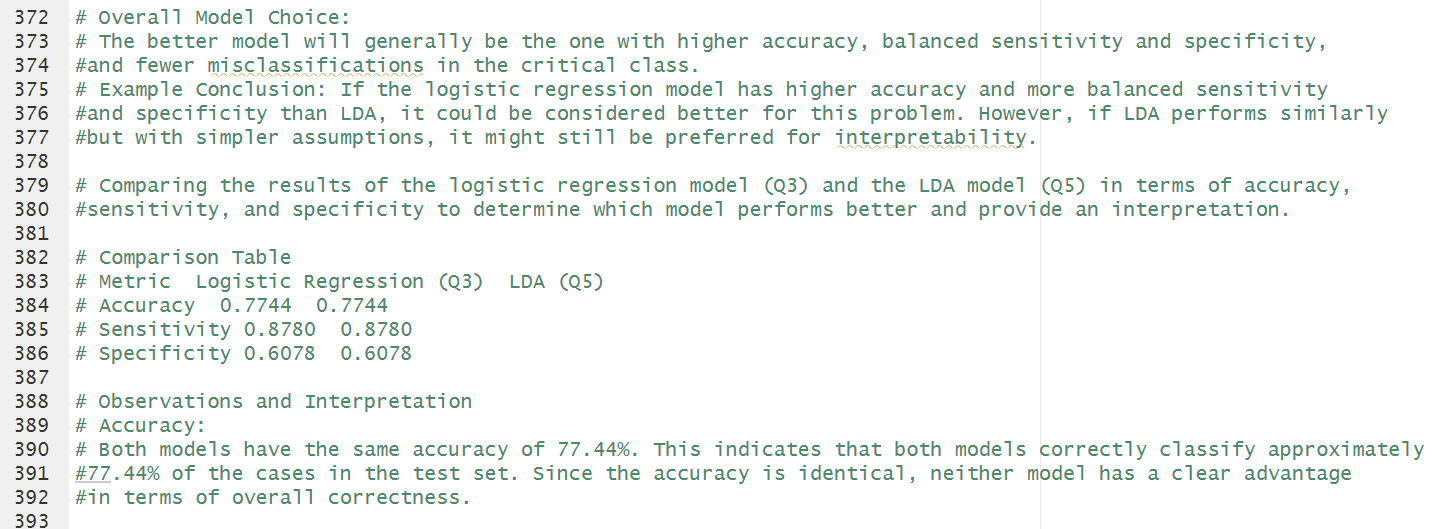 372 # Overall Model Choice:
373 # The better model will generally be the one with higher accuracy, balanced sensitivity and specificity,
374 #and fewer misclassifications in the critical class.
375 # Example Conclusion: If the logistic regression model has higher accuracy and more balanced sensitivity
376 #and specificity than LDA, it could be considered better for this problem. However, if LDA performs similarly
377 #but with simpler assumptions, it might still be preferred for interpretability.
378
379 # Comparing the results of the logistic regression model (Q3) and the LDA model (Q5) in terms of accuracy,
380 #sensitivity, and specificity to determine which model performs better and provide an interpretation.
381
382 # Comparison Table
383 # Metric  Logistic Regression (Q3)  LDA (Q5)
384 # Accuracy  0.7744  0.7744
385 # Sensitivity 0.8780  0.8780
386 # Specificity 0.6078  0.6078
387
388 # Observations and Interpretation
389 # Accuracy:
390 # Both models have the same accuracy of 77.44%. This indicates that both models correctly classify approximately
391 #77.44% of the cases in the test set. Since the accuracy is identical, neither model has a clear advantage
392 #in terms of overall correctness.
393